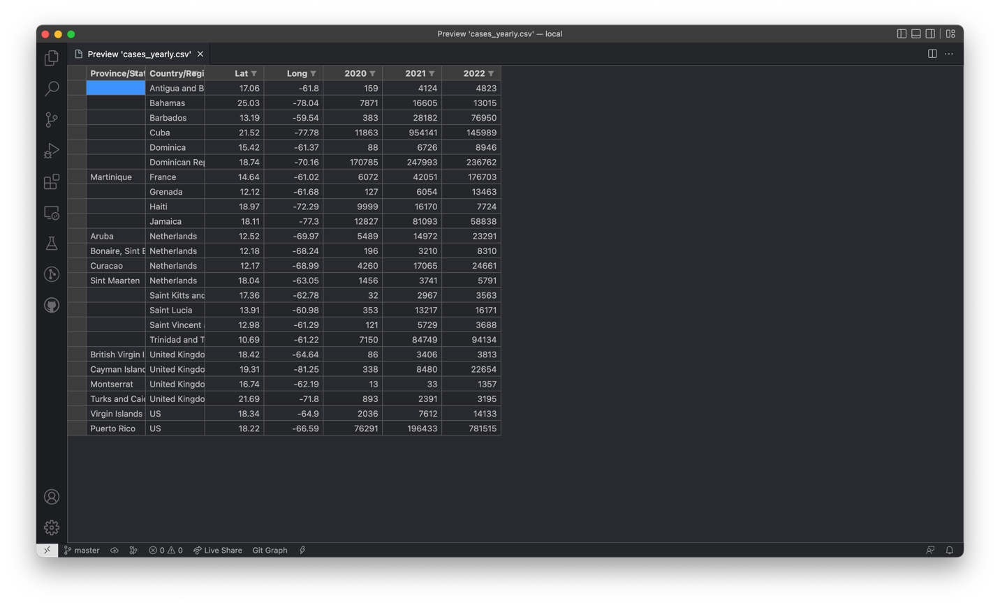 Preview 'cases_yearly.csv' — local
Preview 'cases_yearly.csv'
Province/Stat Country/Regi Lat Long 2020 2021 2022
Antigua and B 17.06 -61.8 159 4124 4823
Bahamas 25.03 -78.04 7871 16605 13015
Barbados 13.19 -59.54 383 28182 76950
Cuba 21.52 -77.78 11863 954141 145989
Dominica 15.42 -61.37 88 6726 8946
Dominican Rep 18.74 -70.16 170785 247993 236762
Martinique France 14.64 -61.02 6072 42051 176703
Grenada 12.12 -61.68 127 6054 13463
Haiti 18.97 -72.29 9999 16170 7724
Jamaica 18.11 -77.3 12827 81093 58838
Aruba Netherlands 12.52 -69.97 5489 14972 23291
Bonaire, Sint E Netherlands 12.18 -68.24 196 3210 8310
Curacao Netherlands 12.17 -68.99 4260 17065 24661
Sint Maarten Netherlands 18.04 -63.05 1456 3741 5791
Saint Kitts and 17.36 -62.78 32 2967 3563
Saint Lucia 13.91 -60.98 353 13217 16171
Saint Vincent 12.98 -61.29 121 5729 3688
Trinidad and T 10.69 -61.22 7150 84749 94134
British Virgin I United Kingdo 18.42 -64.64 86 3406 3813
Cayman Island United Kingdo 19.31 -81.25 338 8480 22654
Montserrat United Kingdo 16.74 -62.19 13 33 1357
Turks and Caic United Kingdo 21.69 -71.8 893 2391 3195
Virgin Islands US 18.34 -64.9 2036 7612 14133
Puerto Rico US 18.22 -66.59 76291 196433 781515
master 0 0 Live Share Git Graph